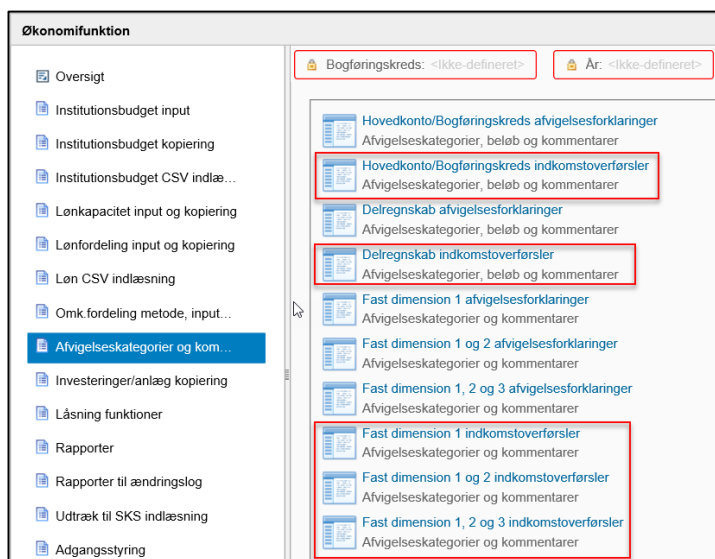 Økonomifunktion
Oversigt
Institutionsbudget input
Institutionsbudget kopiering
Institutionsbudget CSV indlæ...
Lønkapacitet input og kopiering
Lønfordeling input og kopiering
Løn CSV indlæsning
Omk.fordeling metode, input...
Afvigelseskategorier og kom...
Investeringer/anlæg kopiering
Låsning funktioner
Rapporter
Rapporter til ændringslog
Udtræk til SKS indlæsning
Adgangsstyring
Bogføringskreds: <Ikke-defineret>
År: <Ikke-defineret>
Hovedkonto/Bogføringskreds afvigelsesforklaringer
Afvigelseskategorier, beløb og kommentarer
Hovedkonto/Bogføringskreds indkomstoverførsler
Afvigelseskategorier, beløb og kommentarer
Delregnskab afvigelsesforklaringer
Afvigelseskategorier, beløb og kommentarer
Delregnskab indkomstoverførsler
Afvigelseskategorier, beløb og kommentarer
Fast dimension 1 afvigelsesforklaringer
Afvigelseskategorier og kommentarer
Fast dimension 1 og 2 afvigelsesforklaringer
Afvigelseskategorier og kommentarer
Fast dimension 1, 2 og 3 afvigelsesforklaringer
Afvigelseskategorier og kommentarer
Fast dimension 1 indkomstoverførsler
Afvigelseskategorier og kommentarer
Fast dimension 1 og 2 indkomstoverførsler
Afvigelseskategorier og kommentarer
Fast dimension 1, 2 og 3 indkomstoverførsler
Afvigelseskategorier og kommentarer